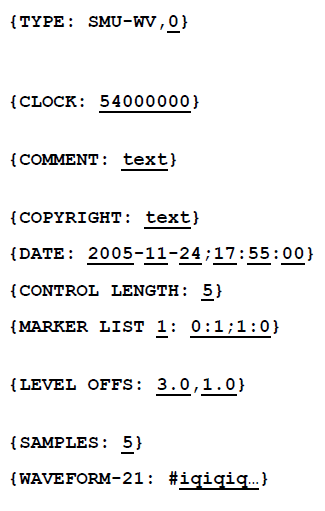 {TYPE: SMU-WV,0}
{CLOCK: 54000000}
{COMMENT: text}
{COPYRIGHT: text}
{DATE: 2005-11-24;17:55:00}
{CONTROL LENGTH: 5}
{MARKER LIST 1: 0:1;1:0}
{LEVEL OFFS: 3.0,1.0}
{SAMPLES: 5}
{WAVEFORM-21: #iqiqiq…}